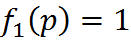 f₁(p) = 1